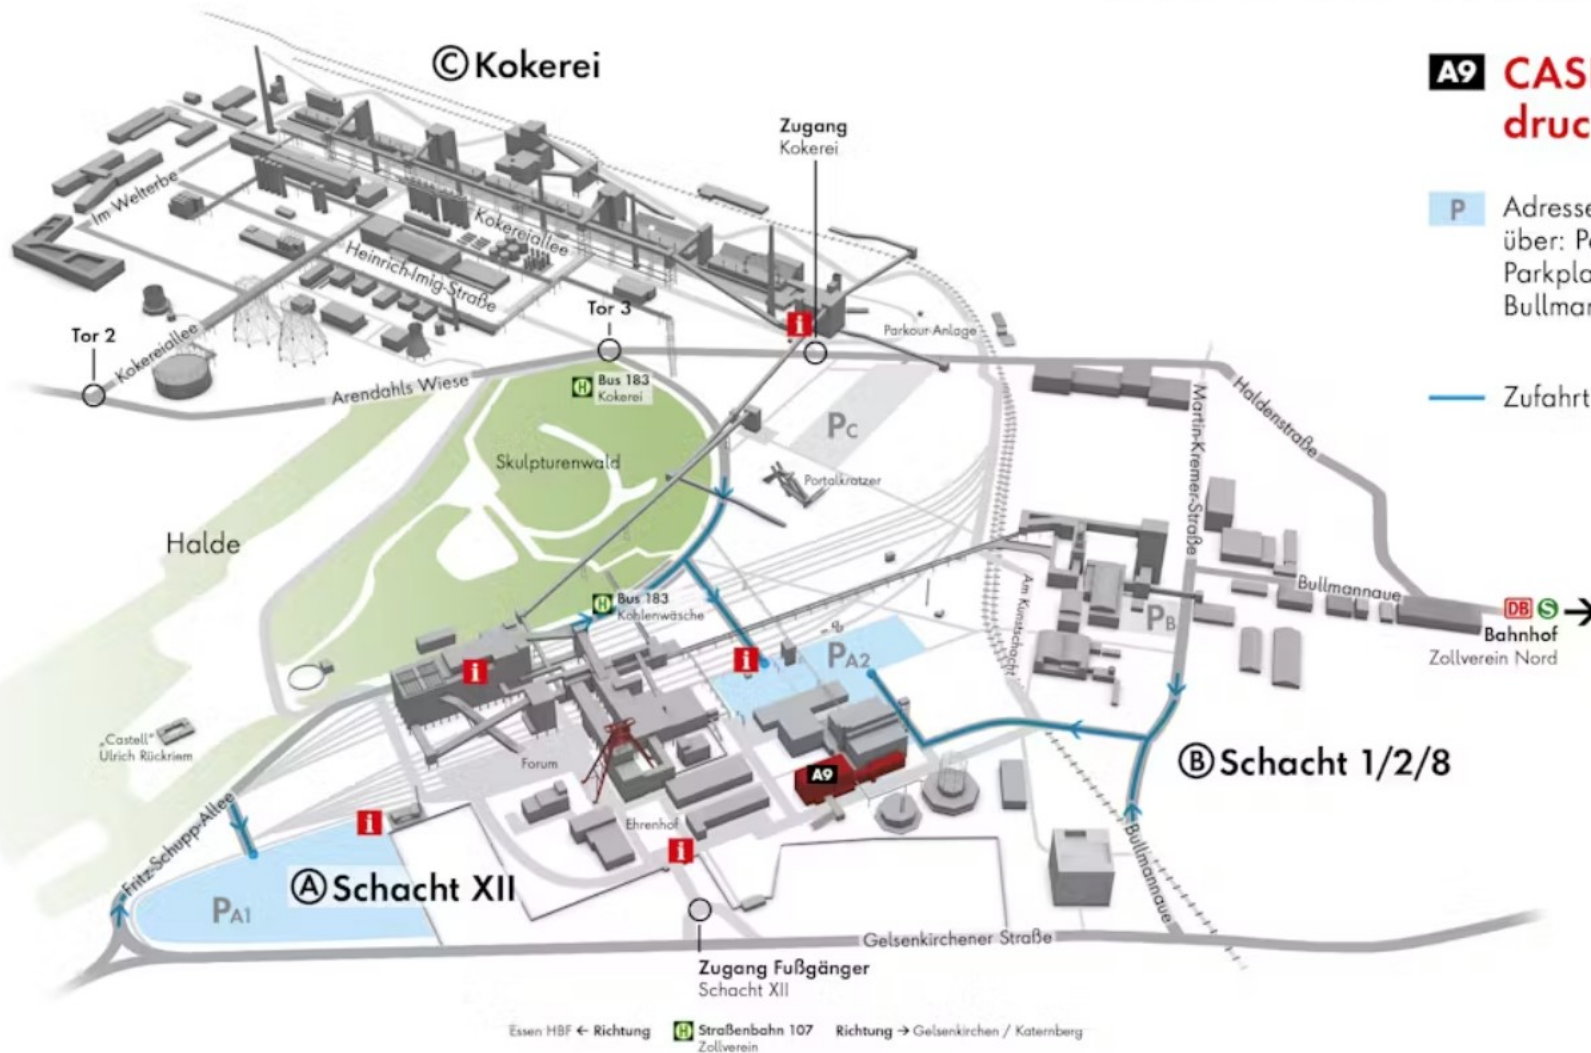 Ⓒ Kokerei
A9 CAS
druc
Zugang
Kokerei
P Adresse
über:
Parkpla
Bullman
Im Welterbe
Kokereiallee
Heinrich-Imig-Straße
Tor 3
Tor 2
Kokereiallee
i
Parkour-Anlage
Arendahls Wiese
H Bus 183
Kokerei
Zufahrt
Haldenstraße
Martin-Kremer-Straße
PC
Skulpturenwald
Portalkratzer
Halde
Bullmannaue
H Bus 183
Kohlenwäsche
Am Kunstschacht
PB
DB S →
Bahnhof
Zollverein Nord
i
i
PA2
„Castell“
Ulrich Rückriem
Forum
A9
Ⓑ Schacht 1/2/8
Fritz-Schupp-Allee
i
Ehrenhof
i
Bullmannaue
Ⓐ Schacht XII
PA1
Gelsenkirchener Straße
Zugang Fußgänger
Schacht XII
Essen HBF ← Richtung H Straßenbahn 107 Richtung → Gelsenkirchen / Katernberg
Zollverein